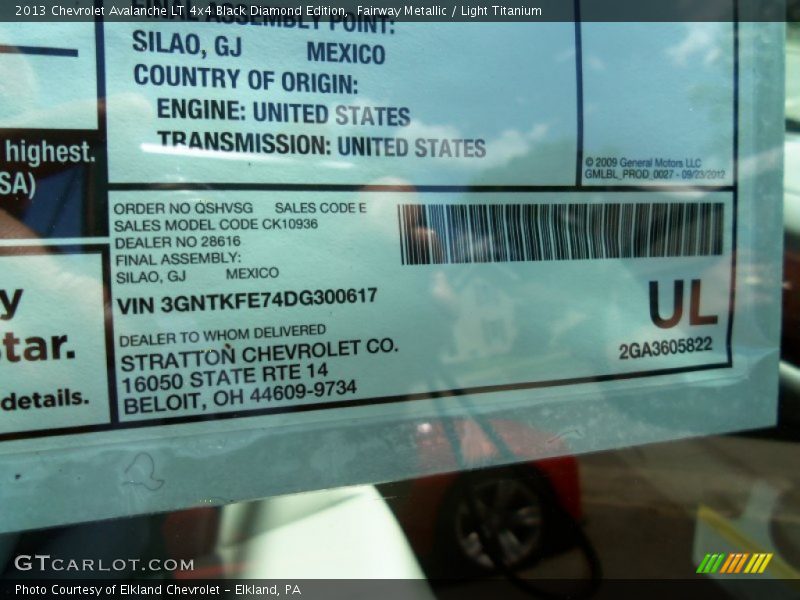 2013 Chevrolet Avalanche LT 4x4 Black Diamond Edition, Fairway Metallic / Light Titanium
FINAL ASSEMBLY POINT:
SILAO, GJ MEXICO
COUNTRY OF ORIGIN:
ENGINE: UNITED STATES
TRANSMISSION: UNITED STATES
highest.
SA)
© 2009 General Motors LLC
GMLBL_PROD_0027 - 09/23/2012
ORDER NO QSHVSG SALES CODE E
SALES MODEL CODE CK10936
DEALER NO 28616
FINAL ASSEMBLY:
SILAO, GJ MEXICO
VIN 3GNTKFE74DG300617
DEALER TO WHOM DELIVERED
STRATTON CHEVROLET CO.
16050 STATE RTE 14
BELOIT, OH 44609-9734
UL
2GA3605822
y
tar.
details.
GTCARLOT.COM
Photo Courtesy of Elkland Chevrolet - Elkland, PA